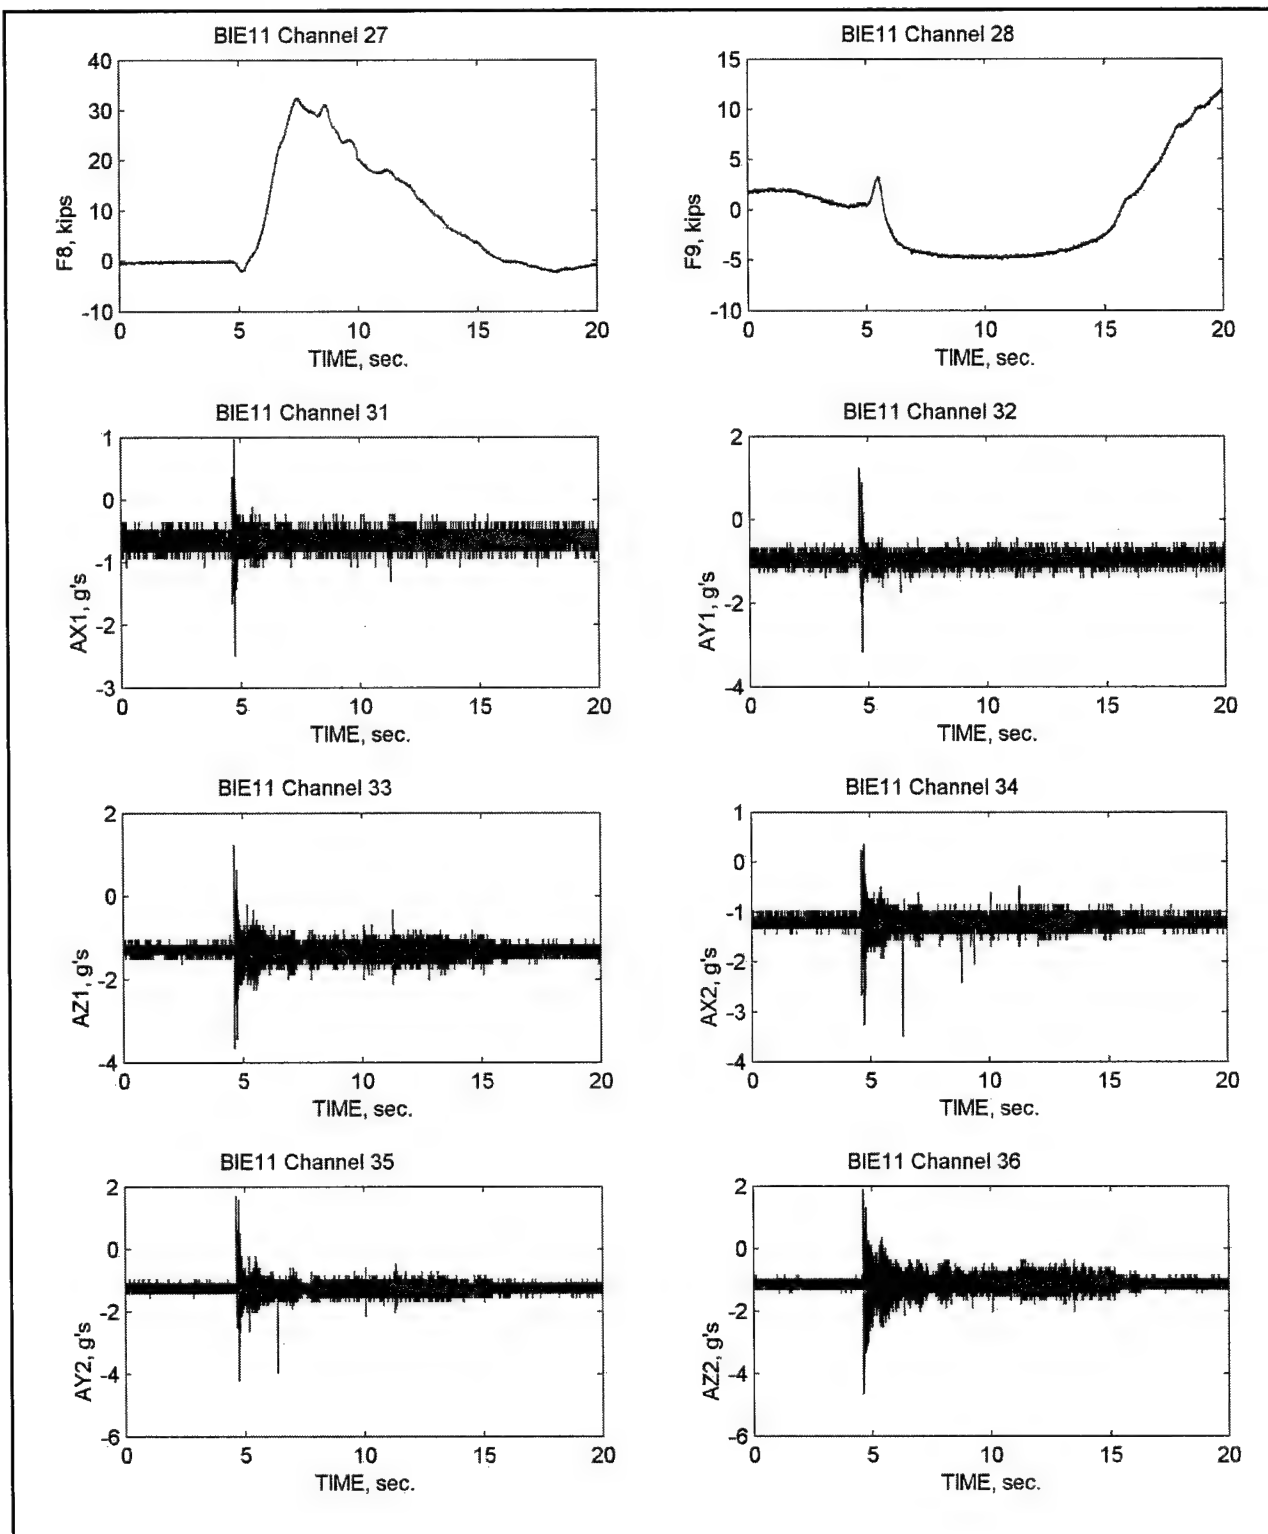 BIE11 Channel 27
40
30
20
10
0
-10
F8, kips
0 5 10 15 20
TIME, sec.
BIE11 Channel 28
15
10
5
0
-5
-10
F9, kips
0 5 10 15 20
TIME, sec.
BIE11 Channel 31
1
0
-1
-2
-3
AX1, g's
0 5 10 15 20
TIME, sec.
BIE11 Channel 32
2
0
-2
-4
AY1, g's
0 5 10 15 20
TIME, sec.
BIE11 Channel 33
2
0
-2
-4
AZ1, g's
0 5 10 15 20
TIME, sec.
BIE11 Channel 34
1
0
-1
-2
-3
-4
AX2, g's
0 5 10 15 20
TIME, sec.
BIE11 Channel 35
2
0
-2
-4
-6
AY2, g's
0 5 10 15 20
TIME, sec.
BIE11 Channel 36
2
0
-2
-4
-6
AZ2, g's
0 5 10 15 20
TIME, sec.